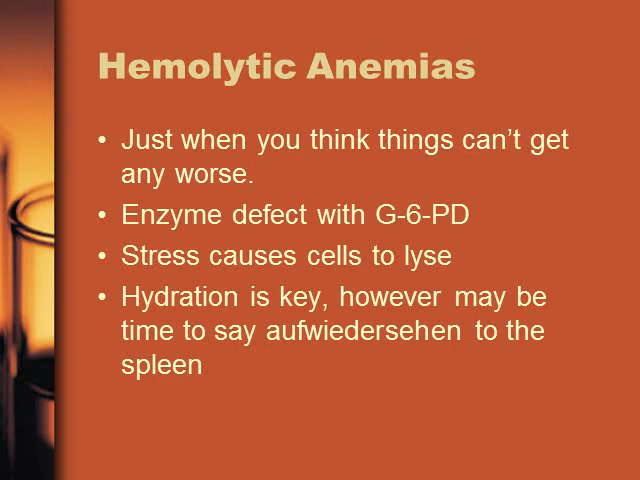 Hemolytic Anemias
• Just when you think things can’t get
any worse.
• Enzyme defect with G-6-PD
• Stress causes cells to lyse
• Hydration is key, however may be
time to say aufwiedersehen to the
spleen